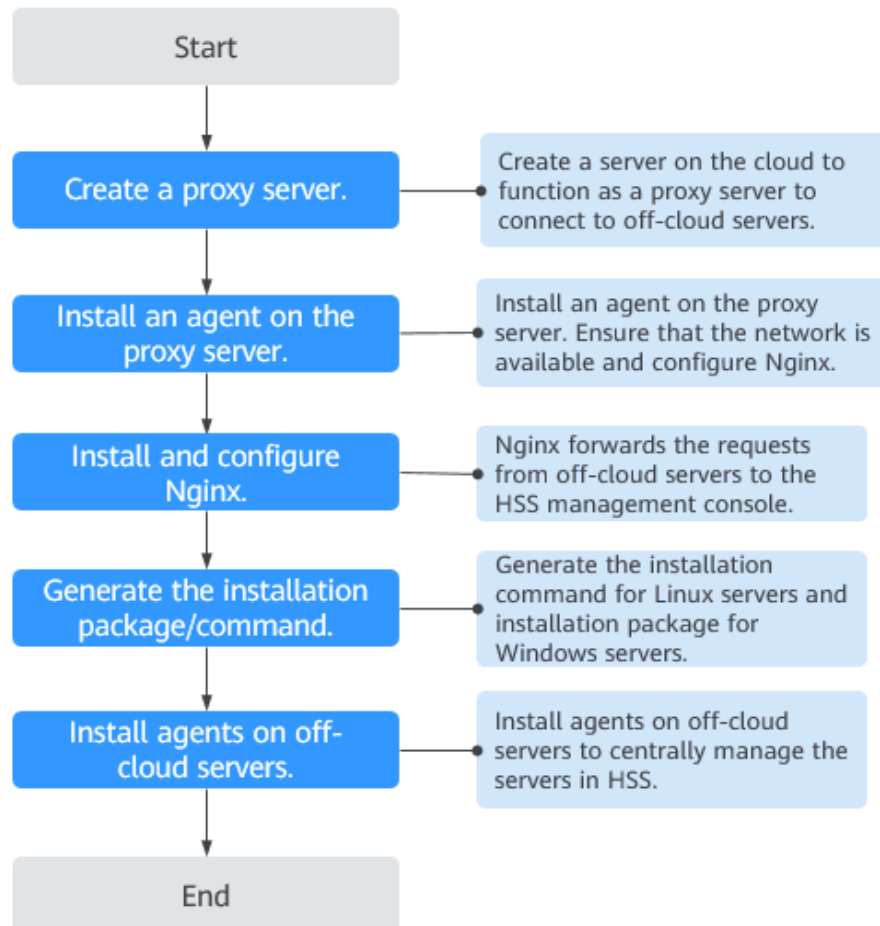 Start
Create a proxy server.
Create a server on the cloud to
function as a proxy server to
connect to off-cloud servers.
Install an agent on the
proxy server.
Install an agent on the proxy
server. Ensure that the network is
available and configure Nginx.
Install and configure
Nginx.
Nginx forwards the requests
from off-cloud servers to the
HSS management console.
Generate the installation
package/command.
Generate the installation
command for Linux servers and
installation package for
Windows servers.
Install agents on off-
cloud servers.
Install agents on off-cloud
servers to centrally manage the
servers in HSS.
End